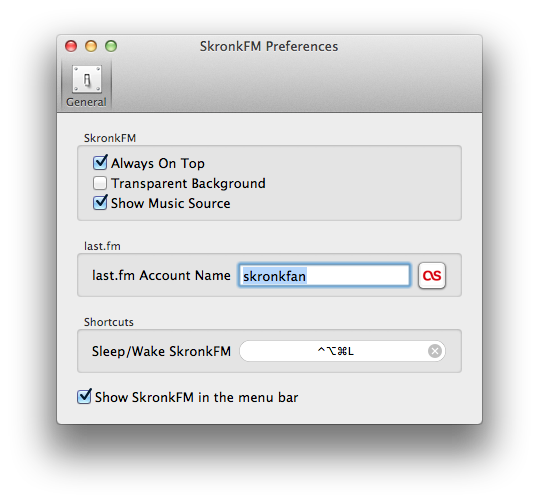 SkronkFM Preferences
General
SkronkFM
Always On Top
Transparent Background
Show Music Source
last.fm
last.fm Account Name skronkfan
Shortcuts
Sleep/Wake SkronkFM ^⌥⌘L
Show SkronkFM in the menu bar